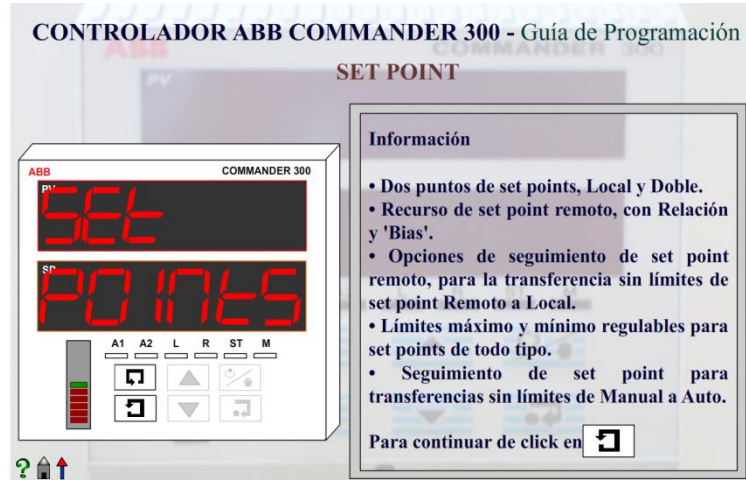 CONTROLADOR ABB COMMANDER 300 - Guía de Programación
SET POINT
ABB COMMANDER 300
PV
SEt
SP
POINtS
A1 A2 L R ST M
Información
• Dos puntos de set points, Local y Doble.
• Recurso de set point remoto, con Relación
y 'Bias'.
• Opciones de seguimiento de set point
remoto, para la transferencia sin límites de
set point Remoto a Local.
• Límites máximo y mínimo regulables para
set points de todo tipo.
• Seguimiento de set point para
transferencias sin límites de Manual a Auto.
Para continuar de click en
?